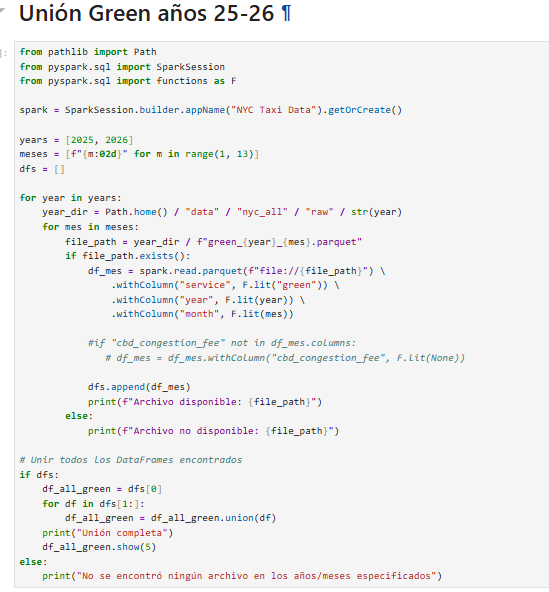 Unión Green años 25-26 ¶
]:
from pathlib import Path
from pyspark.sql import SparkSession
from pyspark.sql import functions as F
spark = SparkSession.builder.appName("NYC Taxi Data").getOrCreate()
years = [2025, 2026]
meses = [f"{m:02d}" for m in range(1, 13)]
dfs = []
for year in years:
    year_dir = Path.home() / "data" / "nyc_all" / "raw" / str(year)
    for mes in meses:
        file_path = year_dir / f"green_{year}_{mes}.parquet"
        if file_path.exists():
            df_mes = spark.read.parquet(f"file://{file_path}") \
                .withColumn("service", F.lit("green")) \
                .withColumn("year", F.lit(year)) \
                .withColumn("month", F.lit(mes))
            #if "cbd_congestion_fee" not in df_mes.columns:
               # df_mes = df_mes.withColumn("cbd_congestion_fee", F.lit(None))
            dfs.append(df_mes)
            print(f"Archivo disponible: {file_path}")
        else:
            print(f"Archivo no disponible: {file_path}")
# Unir todos los DataFrames encontrados
if dfs:
    df_all_green = dfs[0]
    for df in dfs[1:]:
        df_all_green = df_all_green.union(df)
    print("Unión completa")
    df_all_green.show(5)
else:
    print("No se encontró ningún archivo en los años/meses especificados")